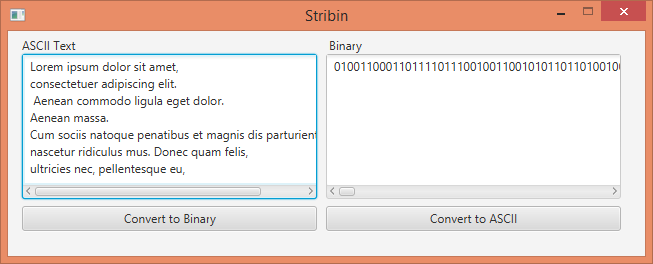 Stribin
ASCII Text
Binary
Lorem ipsum dolor sit amet,
consectetuer adipiscing elit.
Aenean commodo ligula eget dolor.
Aenean massa.
Cum sociis natoque penatibus et magnis dis parturient
nascetur ridiculus mus. Donec quam felis,
ultricies nec, pellentesque eu,
010011000110111101110010011001010110110100100
Convert to Binary
Convert to ASCII